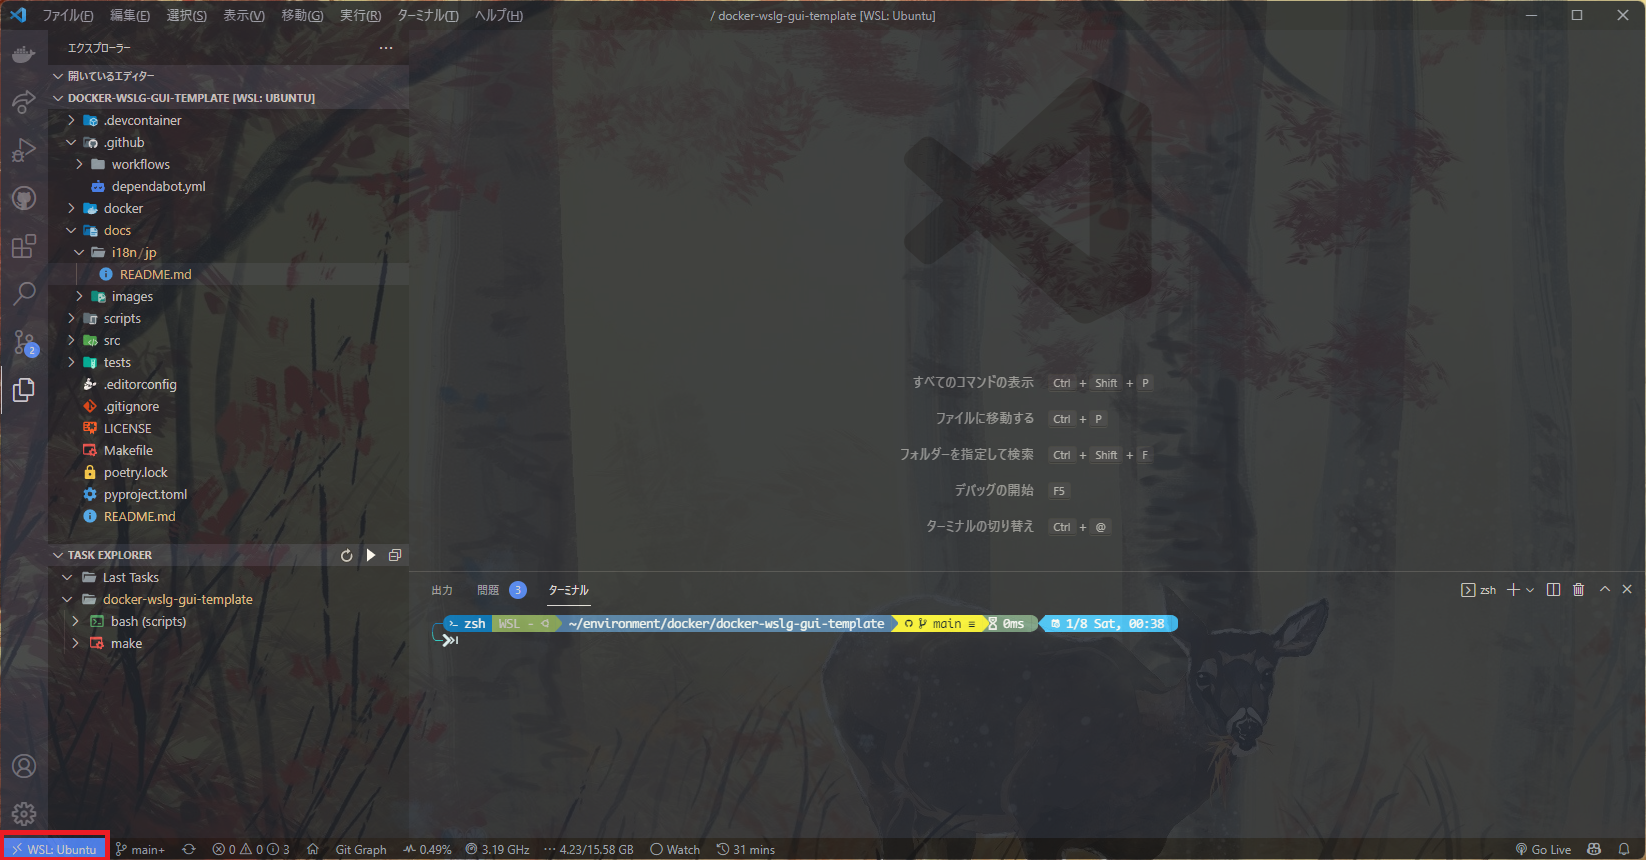 ファイル(F) 編集(E) 選択(S) 表示(V) 移動(G) 実行(R) ターミナル(T) ヘルプ(H) / docker-wslg-gui-template [WSL: Ubuntu]
エクスプローラー
開いているエディター
DOCKER-WSLG-GUI-TEMPLATE [WSL: UBUNTU]
.devcontainer
.github
workflows
dependabot.yml
docker
docs
i18n/jp
README.md
images
scripts
src
tests
.editorconfig
.gitignore
LICENSE
Makefile
poetry.lock
pyproject.toml
README.md
2
TASK EXPLORER
Last Tasks
docker-wslg-gui-template
bash (scripts)
make
すべてのコマンドの表示 Ctrl + Shift + P
ファイルに移動する Ctrl + P
フォルダーを指定して検索 Ctrl + Shift + F
デバッグの開始 F5
ターミナルの切り替え Ctrl + @
出力 問題 3 ターミナル zsh
zsh WSL - ~/environment/docker/docker-wslg-gui-template main ≡ 0ms 1/8 Sat, 00:38
WSL: Ubuntu main+ 0 0 3 Git Graph 0.49% 3.19 GHz 4.23/15.58 GB Watch 31 mins Go Live